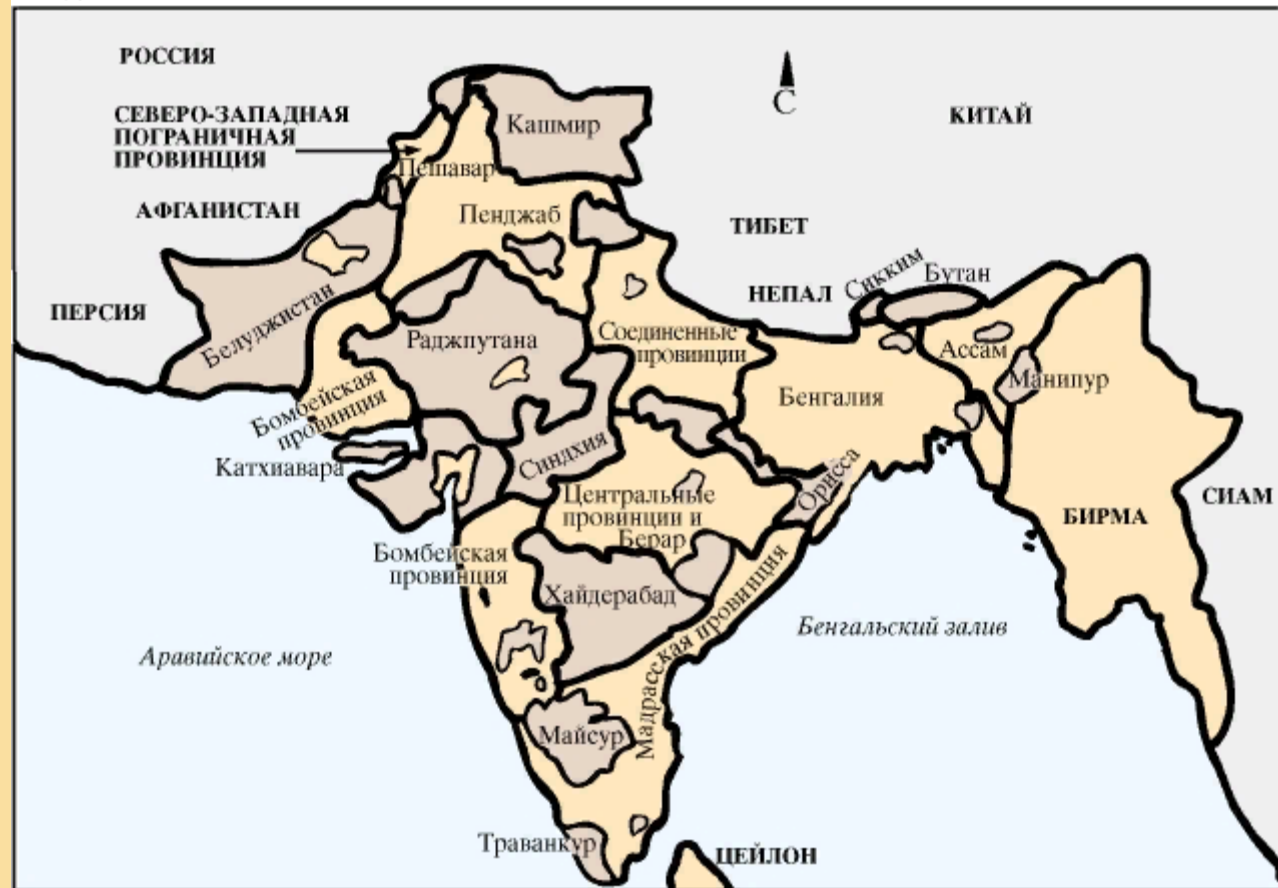 РОССИЯ
СЕВЕРО-ЗАПАДНАЯ
ПОГРАНИЧНАЯ
ПРОВИНЦИЯ
С
КИТАЙ
Кашмир
Пешавар
АФГАНИСТАН
Пенджаб
ТИБЕТ
ПЕРСИЯ
НЕПАЛ
Сикким
Бутан
Белуджистан
Раджпутана
Соединенные
провинции
Ассам
Манипур
Бенгалия
Бомбейская
провинция
Катхиавара
Синдхия
Орисса
Центральные
провинции и
Берар
СИАМ
БИРМА
Бомбейская
провинция
Хайдерабад
Мадрасская провинция
Бенгальский залив
Аравийское море
Майсур
Траванкур
ЦЕЙЛОН